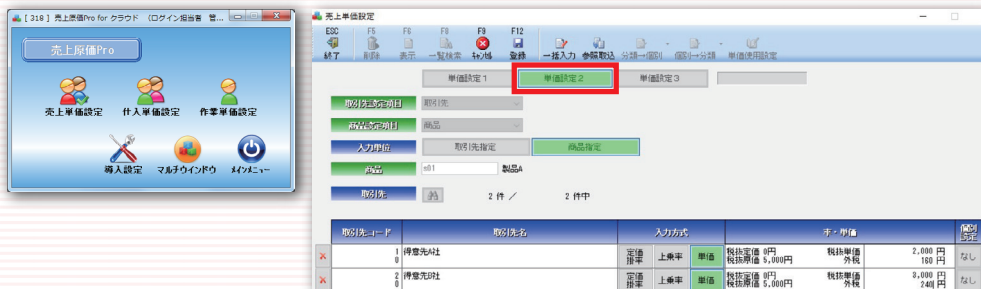 [ 318 ] 売上原価Pro for クラウド （ログイン担当者 管...
売上原価Pro
売上単価設定 仕入単価設定 作業単価設定
導入設定 マルチウインドウ メインメニュー
売上単価設定
ESC F5 F6 F8 F9 F12
終了 削除 表示 一覧検索 キャンセル 登録 一括入力 参照取込 分類→個別 個別→分類 単価使用設定
単価設定１ 単価設定２ 単価設定３
取引先設定項目 取引先
商品設定項目 商品
入力単位 取引先指定 商品指定
商品 s01 製品A
取引先 2 件 ／ 2 件中
取引先コード 取引先名 入力方式 率・単価 個別設定
1 得意先A社 定価 上乗率 単価 税抜定価 0円 税抜単価 2,000 円 なし
0 掛率 税抜原価 5,000円 外税 160 円
2 得意先B社 定価 上乗率 単価 税抜定価 0円 税抜単価 3,000 円 なし
0 掛率 税抜原価 5,000円 外税 240 円